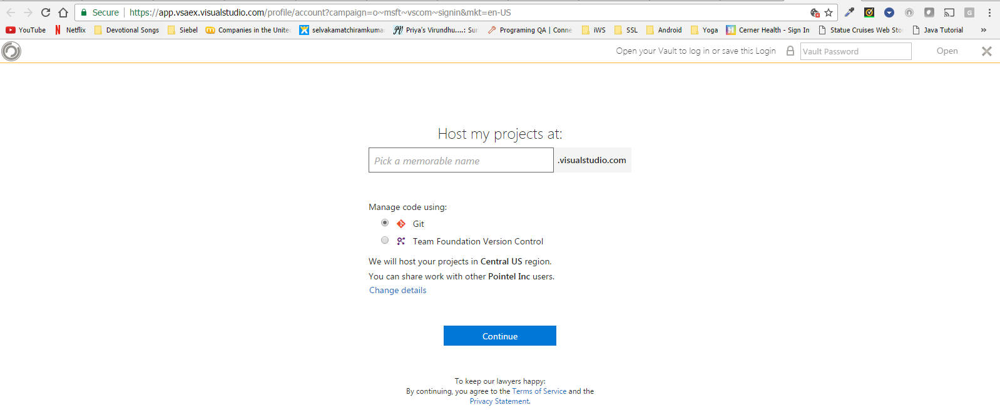 Secure https://app.vsaex.visualstudio.com/profile/account?campaign=o~msft~vscom~signin&mkt=en-US
YouTube Netflix Devotional Songs Siebel Companies in the Unite selvakamatchiramkuma Priya's Virundhu....: Sur Programing QA | Conne iWS SSL Android Yoga Cerner Health - Sign In Statue Cruises Web Sto Java Tutorial »
Open your Vault to log in or save this Login Vault Password Open
Host my projects at:
Pick a memorable name .visualstudio.com
Manage code using:
Git
Team Foundation Version Control
We will host your projects in Central US region.
You can share work with other Pointel Inc users.
Change details
Continue
To keep our lawyers happy:
By continuing, you agree to the Terms of Service and the
Privacy Statement.